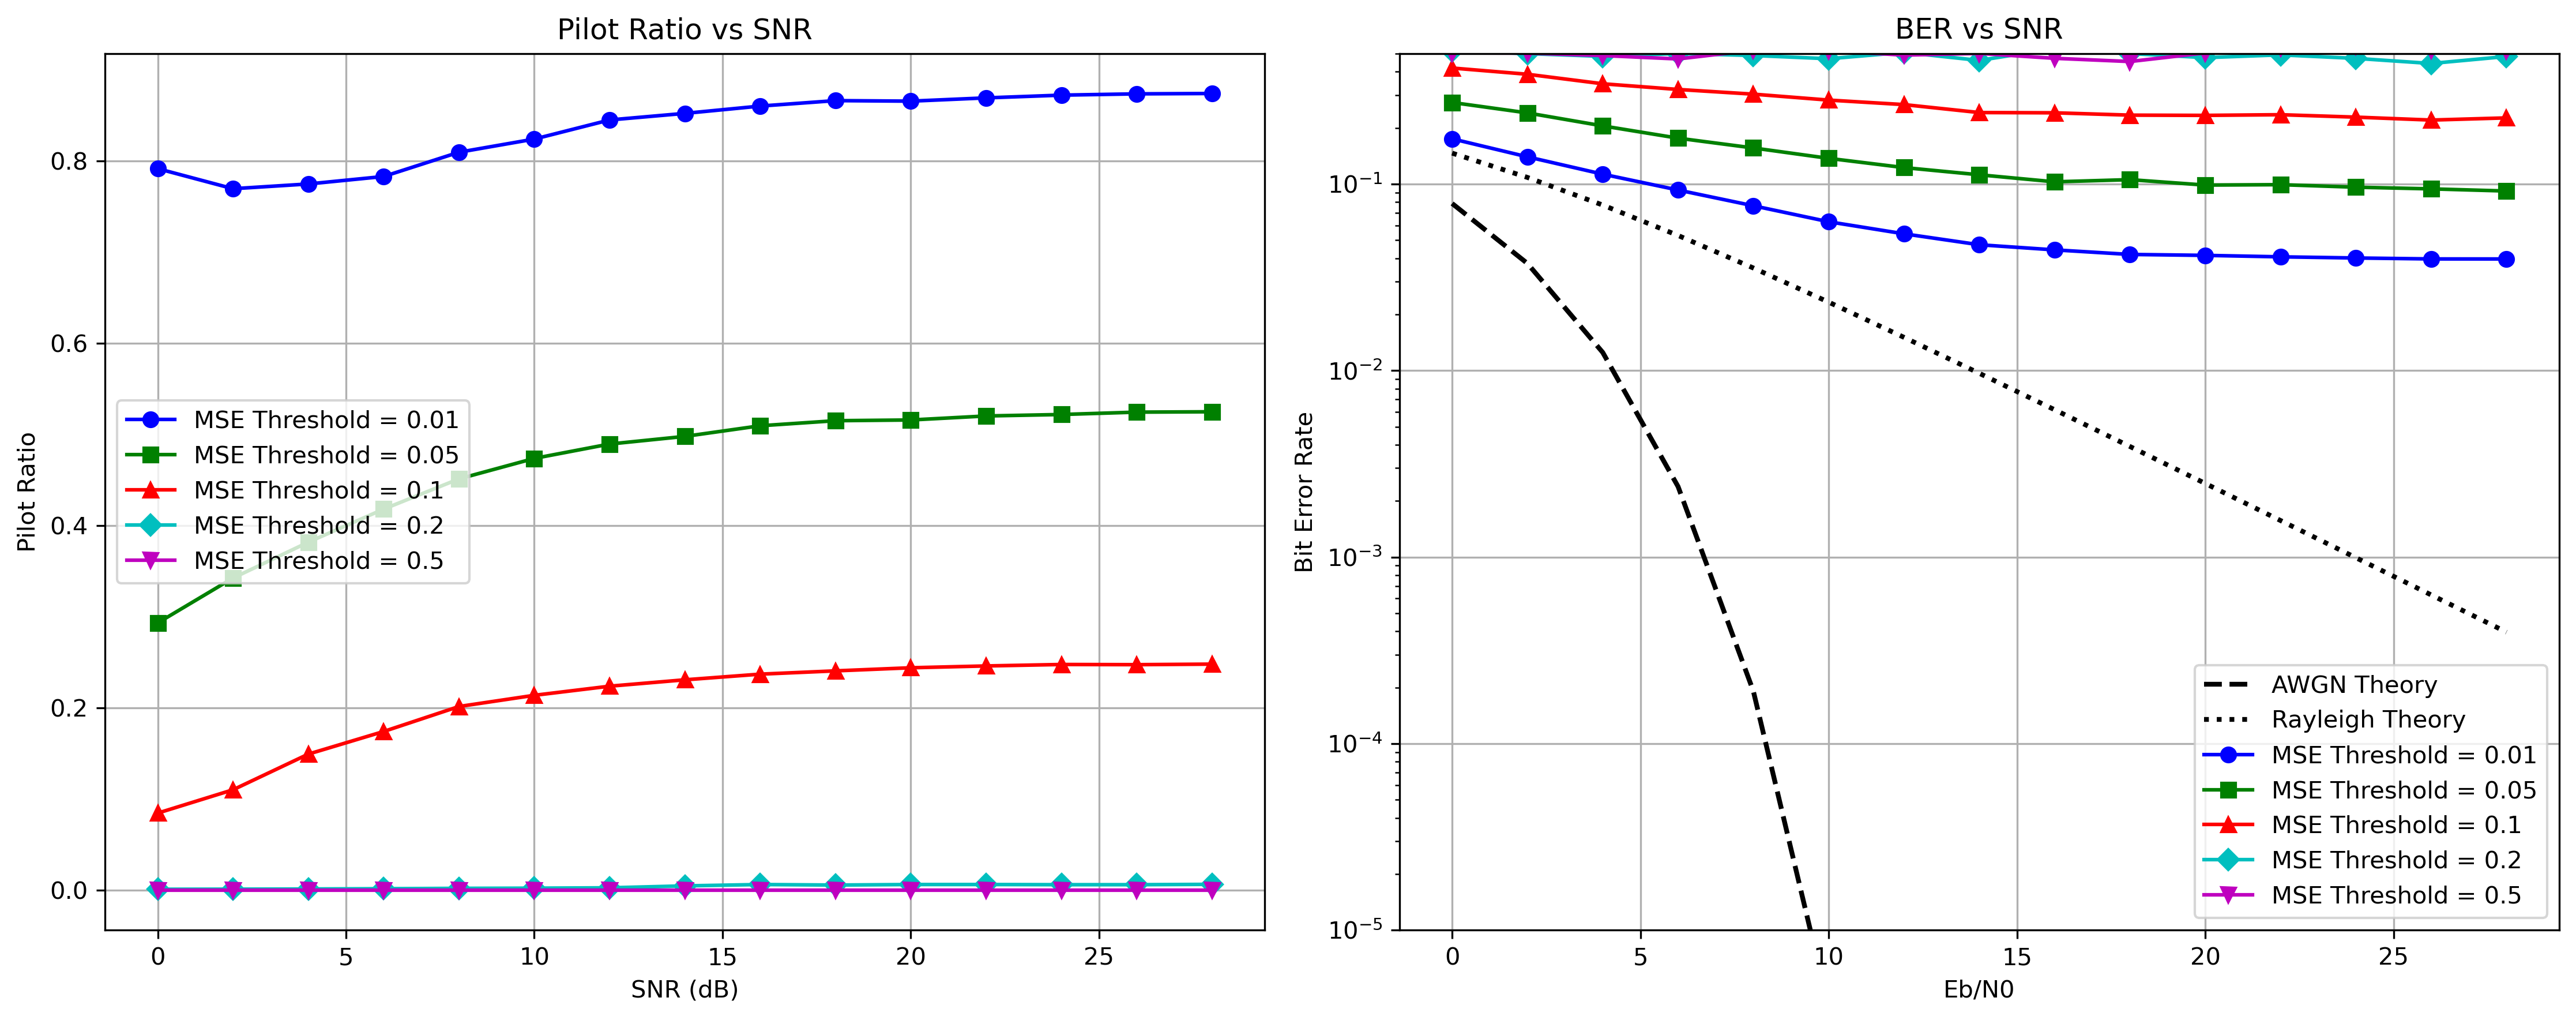 Pilot Ratio vs SNR
Pilot Ratio
0.8
0.6
0.4
0.2
0.0
MSE Threshold = 0.01
MSE Threshold = 0.05
MSE Threshold = 0.1
MSE Threshold = 0.2
MSE Threshold = 0.5
0 5 10 15 20 25
SNR (dB)
BER vs SNR
Bit Error Rate
10⁻¹
10⁻²
10⁻³
10⁻⁴
10⁻⁵
AWGN Theory
Rayleigh Theory
MSE Threshold = 0.01
MSE Threshold = 0.05
MSE Threshold = 0.1
MSE Threshold = 0.2
MSE Threshold = 0.5
0 5 10 15 20 25
Eb/N0